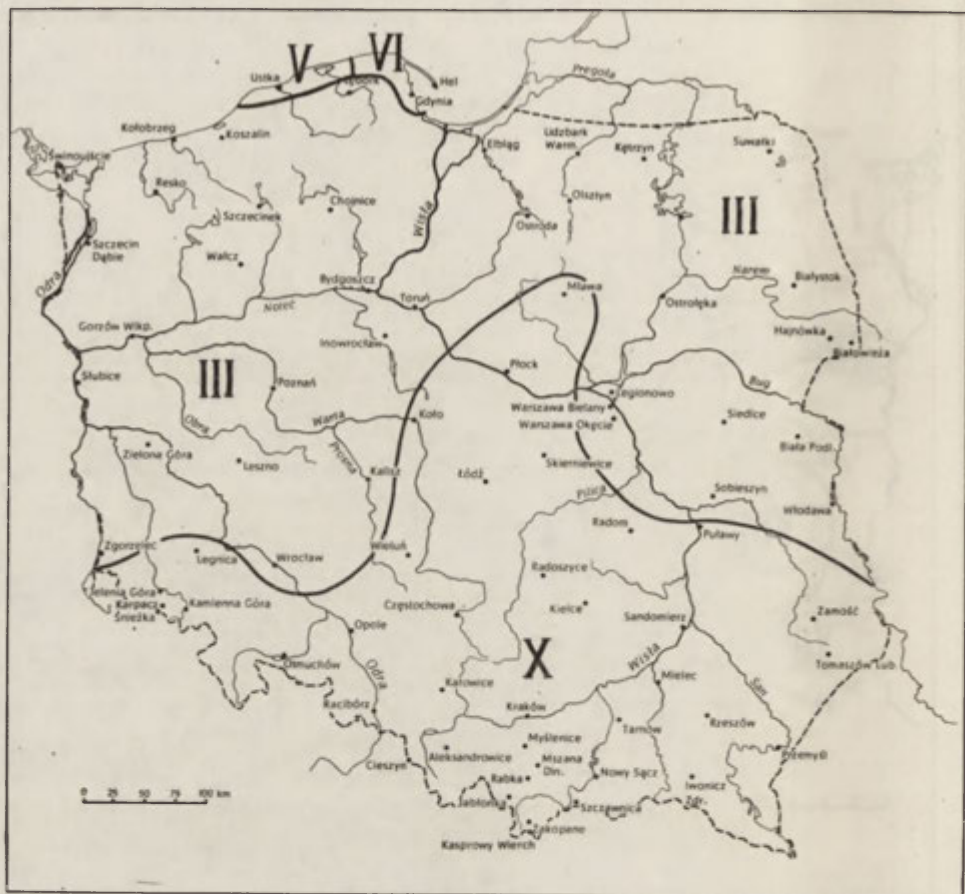 V
VI
Ustka
Hel
Gdynia
Pregoła
Kołobrzeg
Koszalin
Elbląg
Lidzbark
Warm.
Kętrzyn
Suwałki
Świnoujście
Resko
Szczecinek
Chojnice
Wisła
Olsztyn
Ostróda
III
Szczecin
Dąbie
Odra
Wałcz
Bydgoszcz
Toruń
Mława
Narew
Białystok
Ostrołęka
Noteć
Gorzów Wlkp.
Inowrocław
Hajnówka
Białowieża
Słubice
III
Poznań
Płock
Legionowo
Bug
Warszawa Bielany
Warszawa Okęcie
Siedlce
Obra
Warta
Koło
Biała Podl.
Zielona Góra
Leszno
Prosna
Kalisz
Łódź
Skierniewice
Pilica
Sobieszyn
Włodawa
Radom
Puławy
Zgorzelec
Legnica
Wrocław
Wieluń
Radoszyce
Jelenia Góra
Karpacz
Śnieżka
Kamienna Góra
Częstochowa
Kielce
Sandomierz
Zamość
Opole
X
Wisła
Tomaszów Lub.
Otmuchów
Odra
Katowice
Mielec
San
Racibórz
Kraków
Tarnów
Rzeszów
Aleksandrowice
Myślenice
Mszana
Dln.
Przemyśl
Cieszyn
Rabka
Nowy Sącz
Iwonicz
Zdr.
Jabłonka
Szczawnica
Zakopane
Kasprowy Wierch
0 25 50 75 100 km